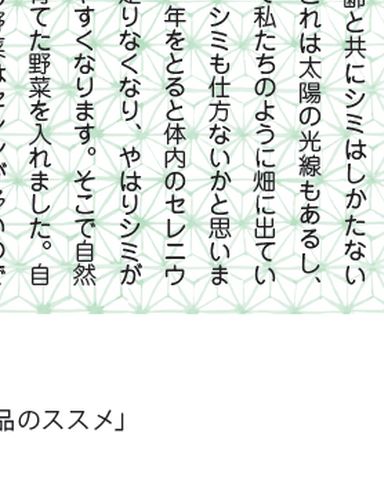 齢と共にシミはしかたない
これは太陽の光線もあるし、
て私たちのように畑に出てい
シミも仕方ないかと思いま
年をとると体内のセレニウ
足りなくなり、やはりシミが
やすくなります。そこで自然
育てた野菜を入れました。自
品のススメ」